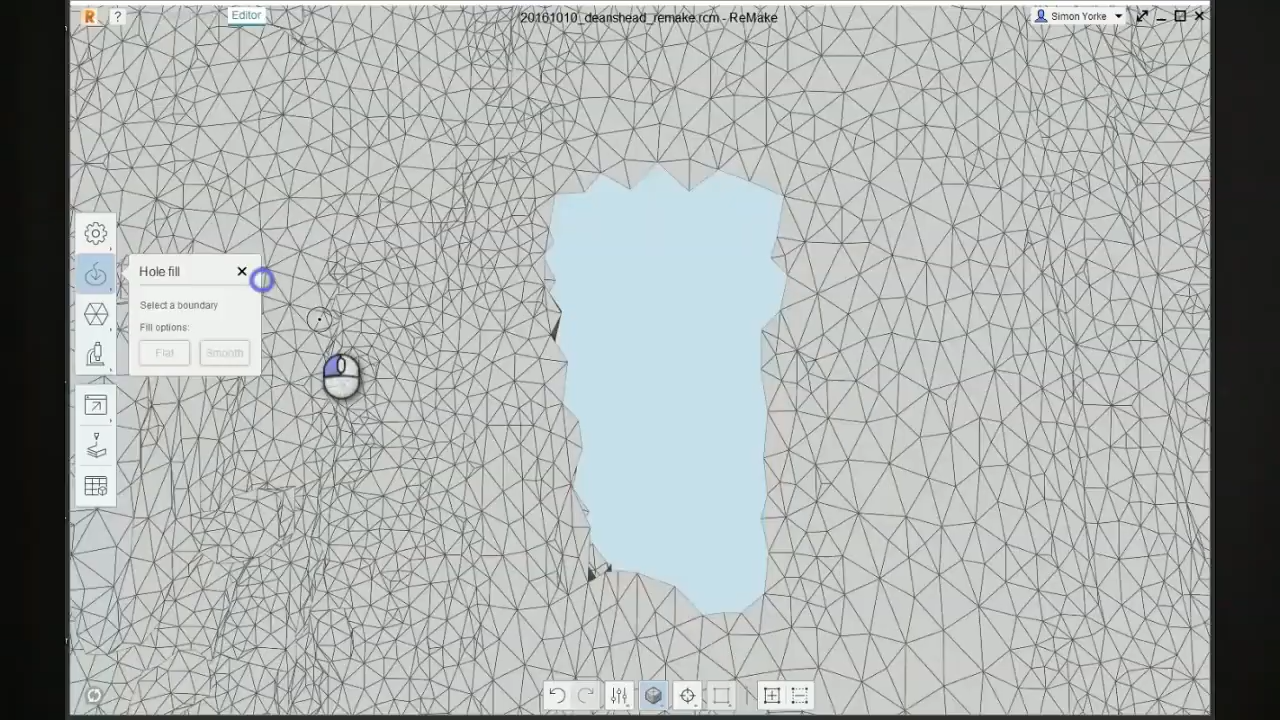 R ? Editor 20161010_deanshead_remake.rcm - ReMake Simon Yorke
Hole fill
Select a boundary
Fill options:
Flat Smooth